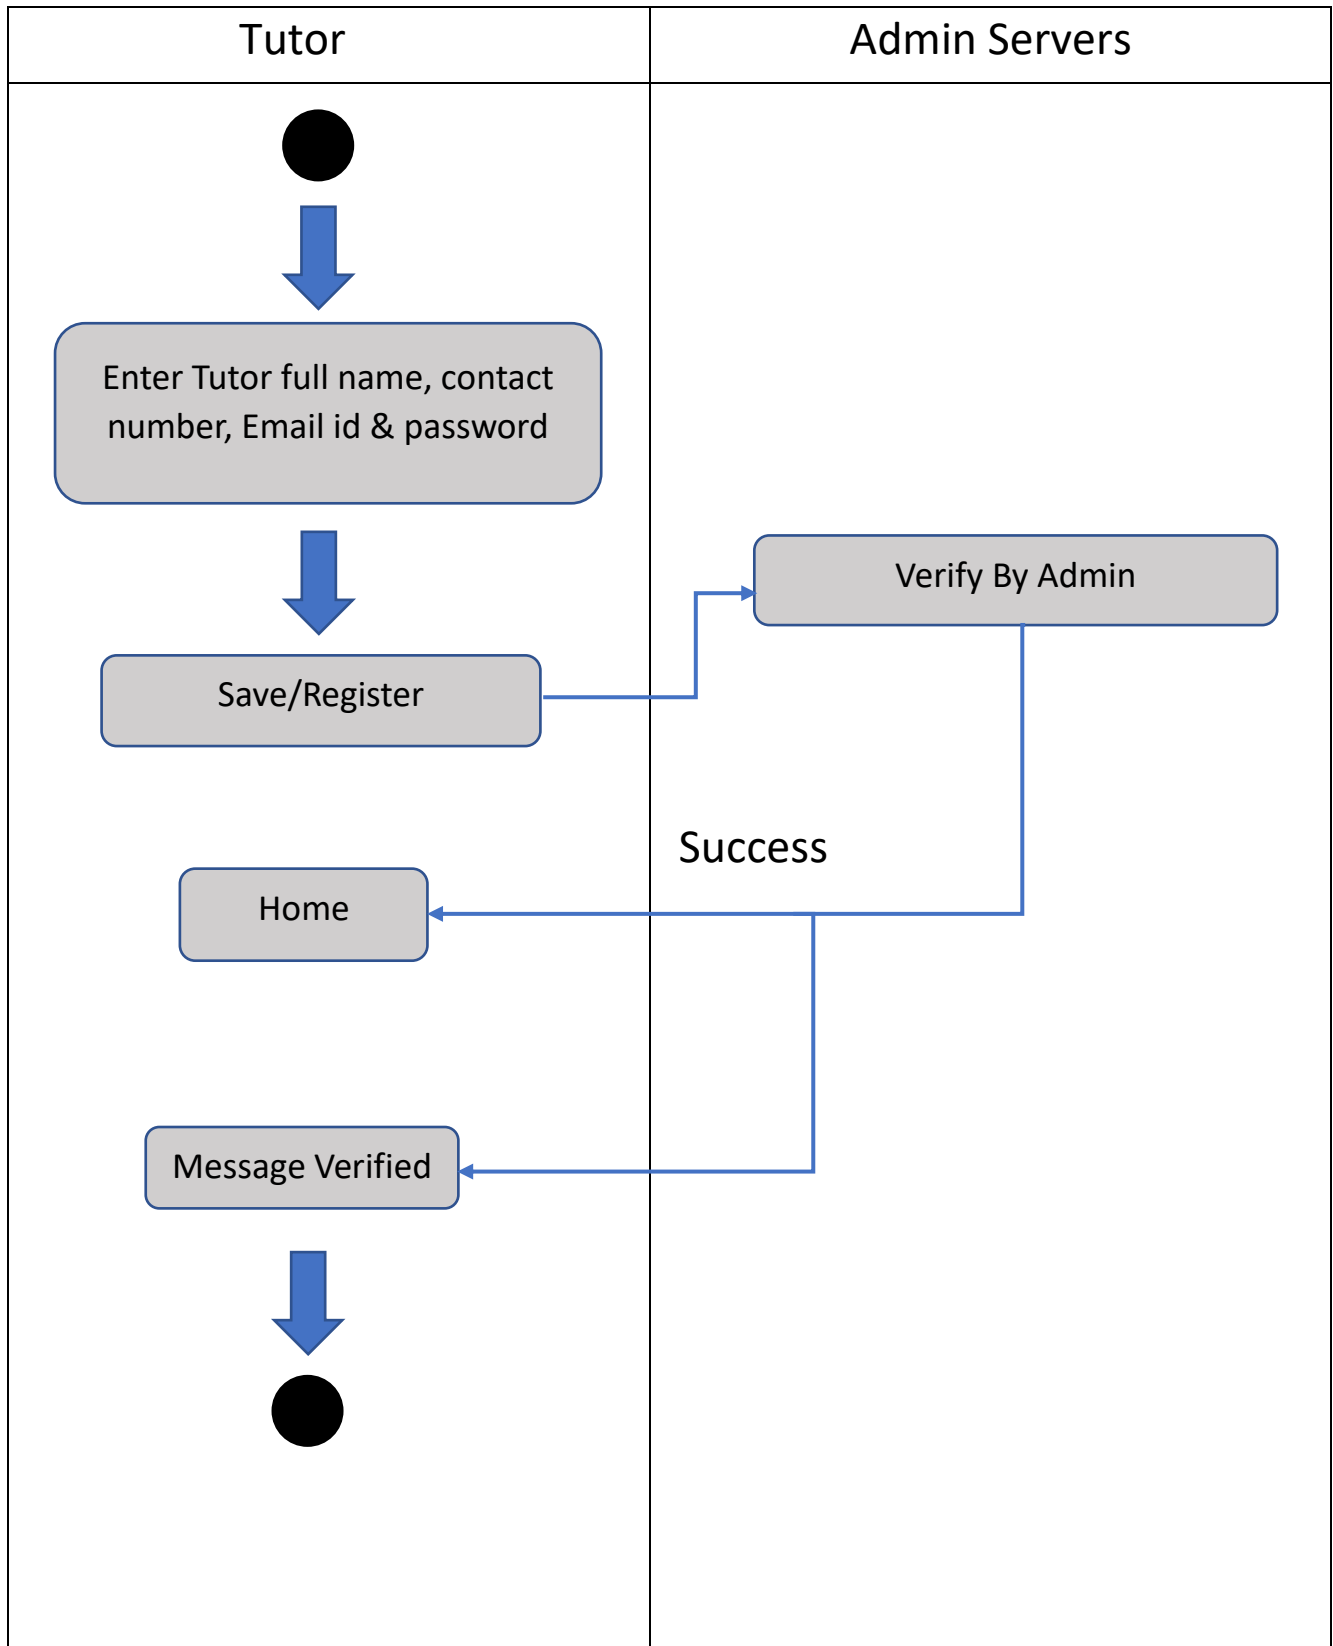 Tutor
Admin Servers
Enter Tutor full name, contact
number, Email id & password
Verify By Admin
Save/Register
Success
Home
Message Verified